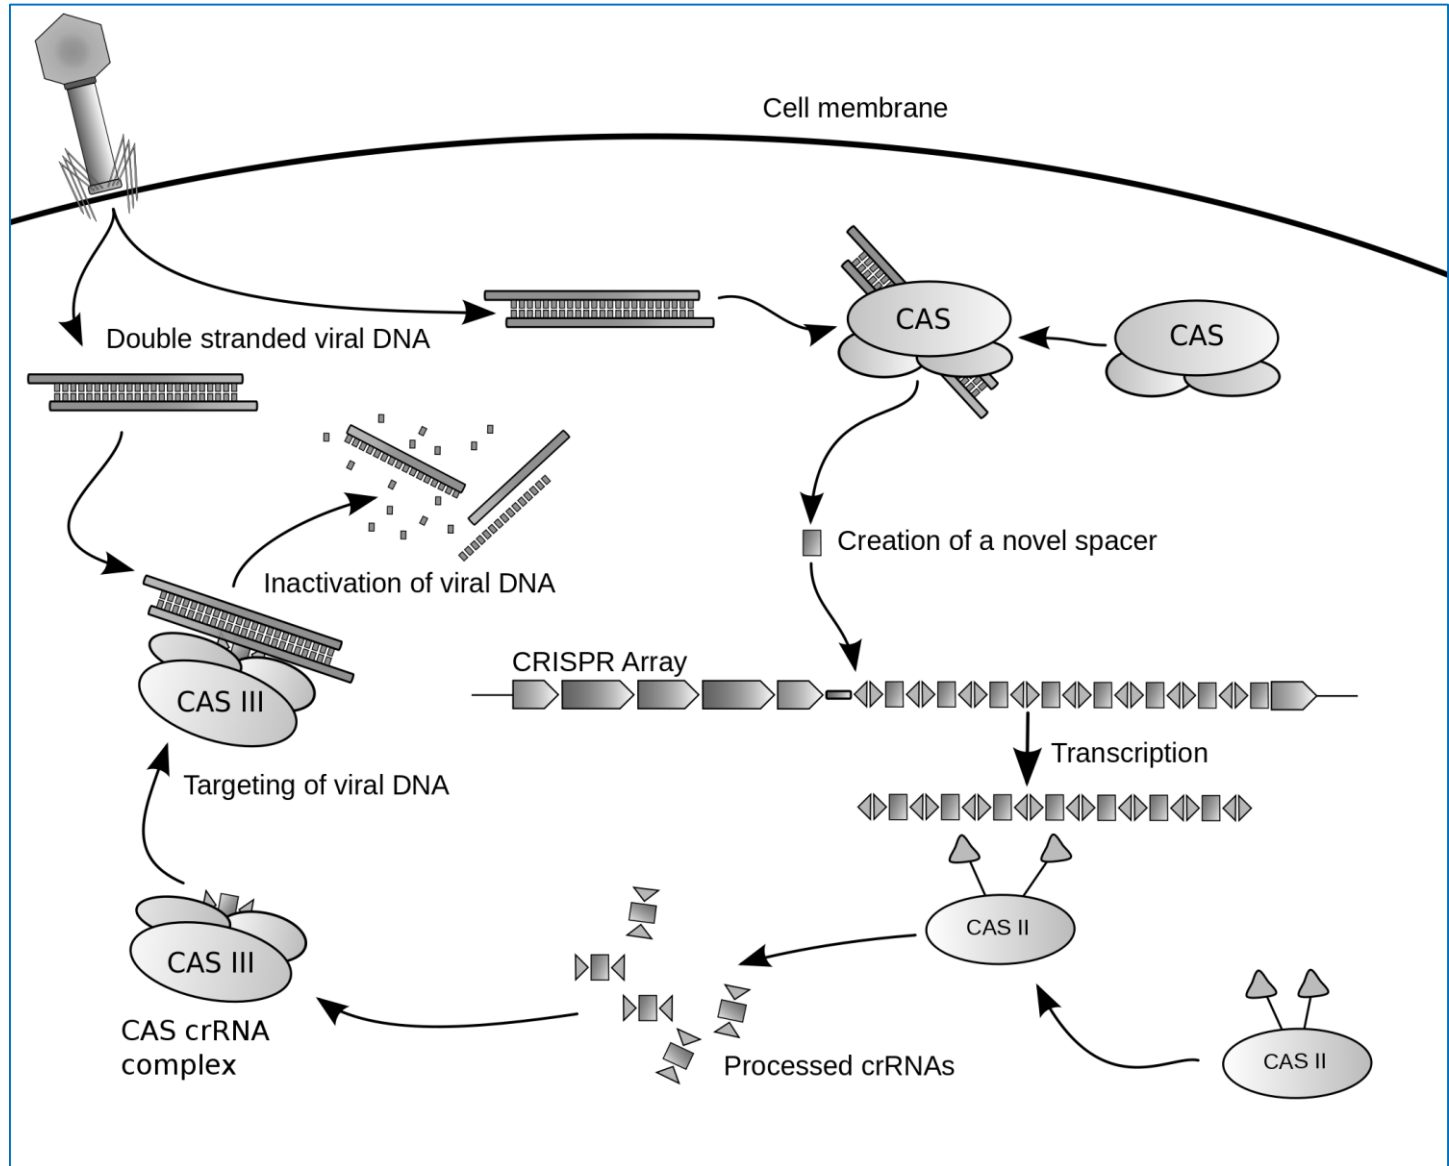 Cell membrane
CAS
CAS
Double stranded viral DNA
Creation of a novel spacer
Inactivation of viral DNA
CRISPR Array
CAS III
Transcription
Targeting of viral DNA
CAS II
CAS III
CAS crRNA
complex
Processed crRNAs
CAS II